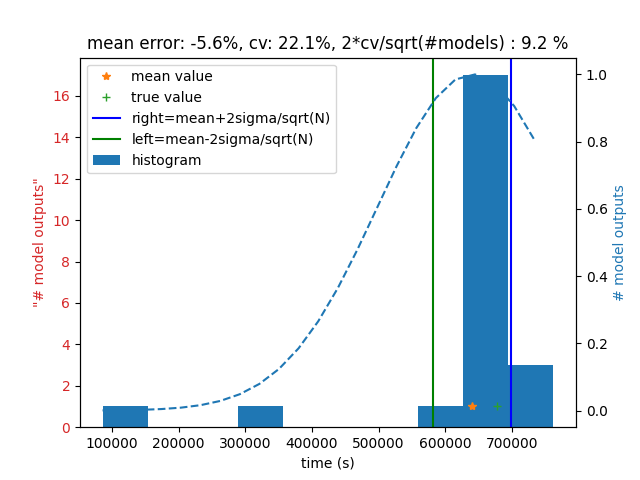 mean error: -5.6%, cv: 22.1%, 2*cv/sqrt(#models) : 9.2 %
mean value
true value
right=mean+2sigma/sqrt(N)
left=mean-2sigma/sqrt(N)
histogram
16
14
12
10
8
6
4
2
0
"# model outputs"
1.0
0.8
0.6
0.4
0.2
0.0
# model outputs
100000 200000 300000 400000 500000 600000 700000
time (s)